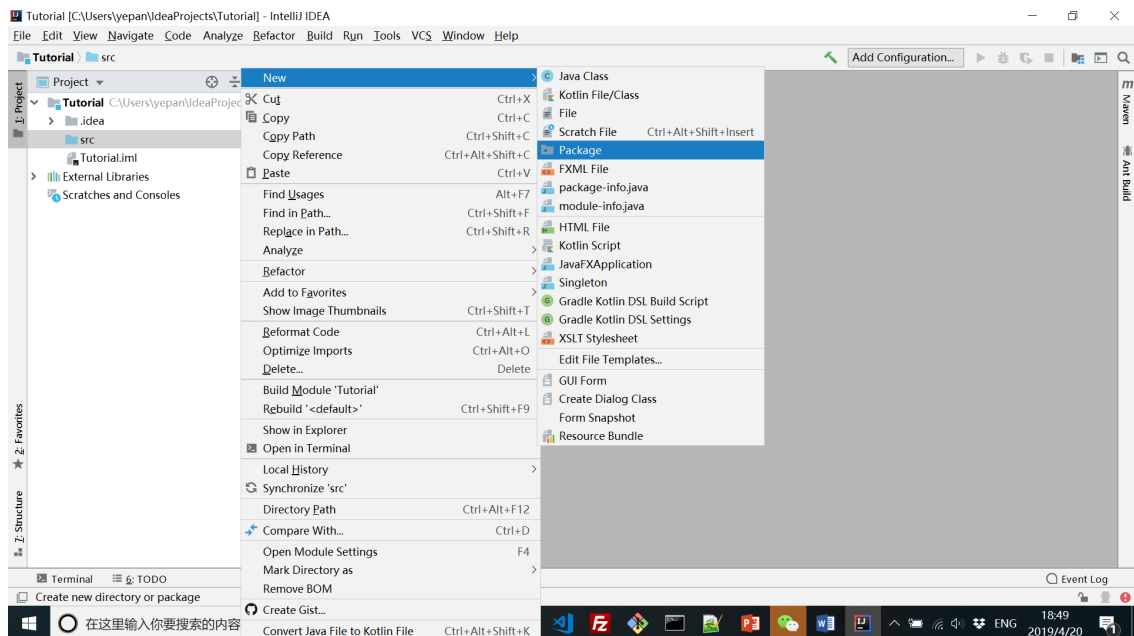 Tutorial [C:\Users\yepan\IdeaProjects\Tutorial] - IntelliJ IDEA
File Edit View Navigate Code Analyze Refactor Build Run Tools VCS Window Help
Tutorial src
Add Configuration...
1: Project
Project
Tutorial C:\Users\yepan\IdeaProjec
.idea
src
Tutorial.iml
External Libraries
Scratches and Consoles
2: Favorites
7: Structure
New
Cut Ctrl+X
Copy Ctrl+C
Copy Path Ctrl+Shift+C
Copy Reference Ctrl+Alt+Shift+C
Paste Ctrl+V
Find Usages Alt+F7
Find in Path... Ctrl+Shift+F
Replace in Path... Ctrl+Shift+R
Analyze
Refactor
Add to Favorites
Show Image Thumbnails Ctrl+Shift+T
Reformat Code Ctrl+Alt+L
Optimize Imports Ctrl+Alt+O
Delete... Delete
Build Module 'Tutorial'
Rebuild '<default>' Ctrl+Shift+F9
Show in Explorer
Open in Terminal
Local History
Synchronize 'src'
Directory Path Ctrl+Alt+F12
Compare With... Ctrl+D
Open Module Settings F4
Mark Directory as
Remove BOM
Create Gist...
Convert Java File to Kotlin File Ctrl+Alt+Shift+K
Java Class
Kotlin File/Class
File
Scratch File Ctrl+Alt+Shift+Insert
Package
FXML File
package-info.java
module-info.java
HTML File
Kotlin Script
JavaFXApplication
Singleton
Gradle Kotlin DSL Build Script
Gradle Kotlin DSL Settings
XSLT Stylesheet
Edit File Templates...
GUI Form
Create Dialog Class
Form Snapshot
Resource Bundle
Maven
Ant Build
Terminal 6: TODO
Event Log
Create new directory or package
在这里输入你要搜索的内容
ENG
18:49
2019/4/20